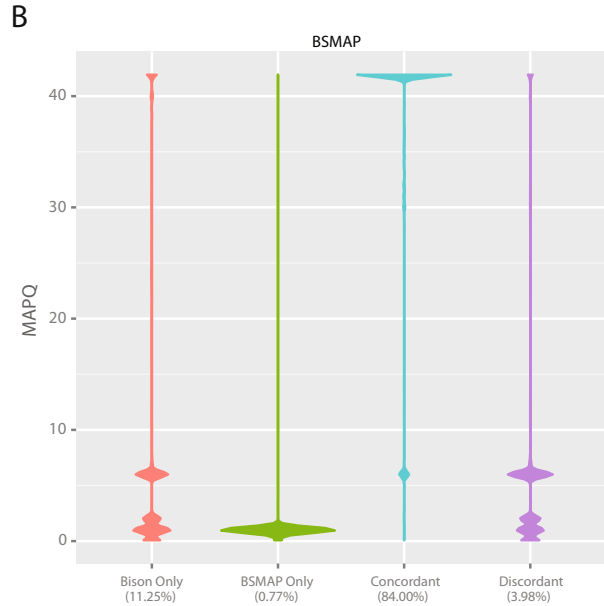 B
BSMAP
MAPQ
40
30
20
10
0
Bison Only
(11.25%)
BSMAP Only
(0.77%)
Concordant
(84.00%)
Discordant
(3.98%)